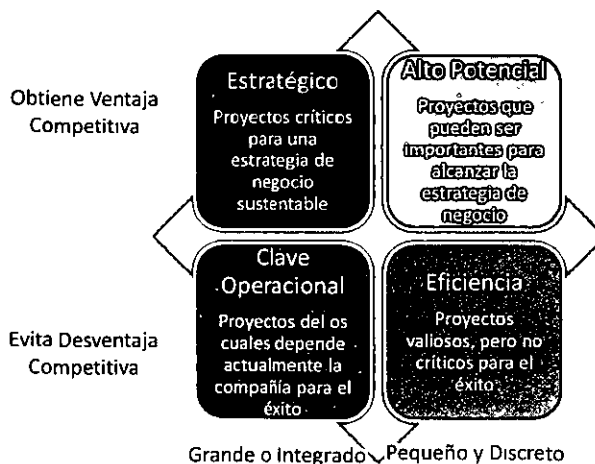 Obtiene Ventaja
Competitiva
Estratégico
Proyectos críticos
para una
estrategia de
negocio
sustentable
Alto Potencial
Proyectos que
pueden ser
importantes para
alcanzar la
estrategia de
negocio
Evita Desventaja
Competitiva
Clave
Operacional
Proyectos del os
cuales depende
actualmente la
compañía para el
éxito
Eficiencia
Proyectos
valiosos, pero no
críticos para el
éxito
Grande o Integrado
Pequeño y Discreto